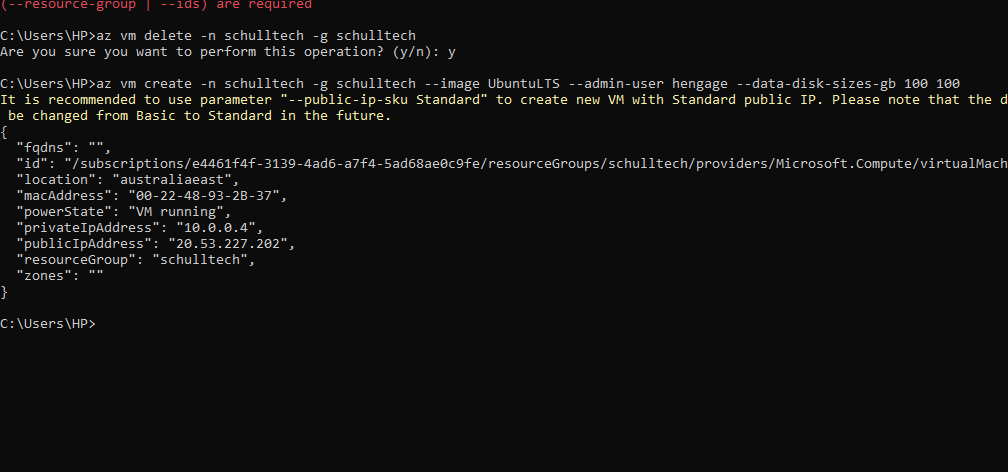 (--resource-group | --ids) are required
C:\Users\HP>az vm delete -n schulltech -g schulltech
Are you sure you want to perform this operation? (y/n): y
C:\Users\HP>az vm create -n schulltech -g schulltech --image UbuntuLTS --admin-user hengage --data-disk-sizes-gb 100 100
It is recommended to use parameter "--public-ip-sku Standard" to create new VM with Standard public IP. Please note that the d
 be changed from Basic to Standard in the future.
{
  "fqdns": "",
  "id": "/subscriptions/e4461f4f-3139-4ad6-a7f4-5ad68ae0c9fe/resourceGroups/schulltech/providers/Microsoft.Compute/virtualMach
  "location": "australiaeast",
  "macAddress": "00-22-48-93-2B-37",
  "powerState": "VM running",
  "privateIpAddress": "10.0.0.4",
  "publicIpAddress": "20.53.227.202",
  "resourceGroup": "schulltech",
  "zones": ""
}
C:\Users\HP>